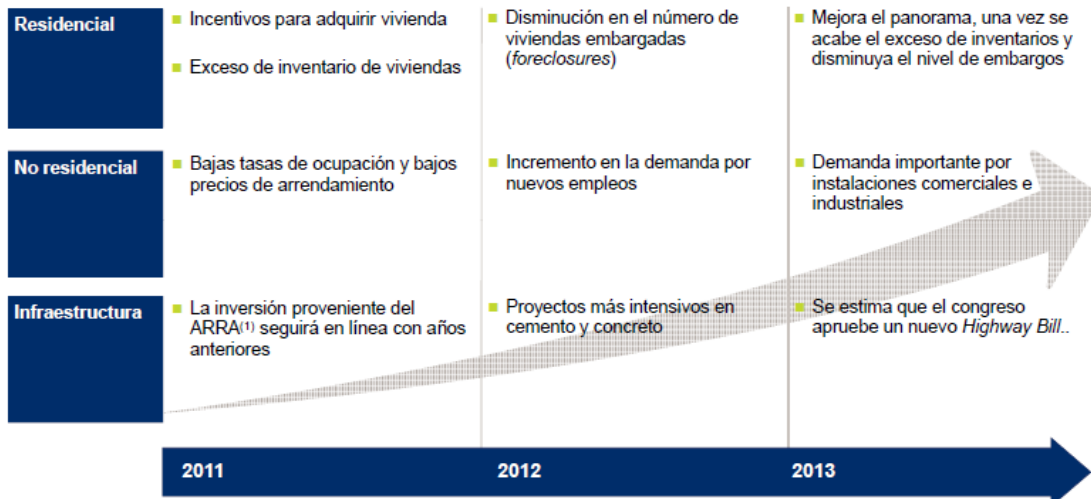 Residencial
Incentivos para adquirir vivienda
Exceso de inventario de viviendas
Disminución en el número de
viviendas embargadas
(foreclosures)
Mejora el panorama, una vez se
acabe el exceso de inventarios y
disminuya el nivel de embargos
No residencial
Bajas tasas de ocupación y bajos
precios de arrendamiento
Incremento en la demanda por
nuevos empleos
Demanda importante por
instalaciones comerciales e
industriales
Infraestructura
La inversión proveniente del
ARRA(1) seguirá en línea con años
anteriores
Proyectos más intensivos en
cemento y concreto
Se estima que el congreso
apruebe un nuevo Highway Bill..
2011
2012
2013